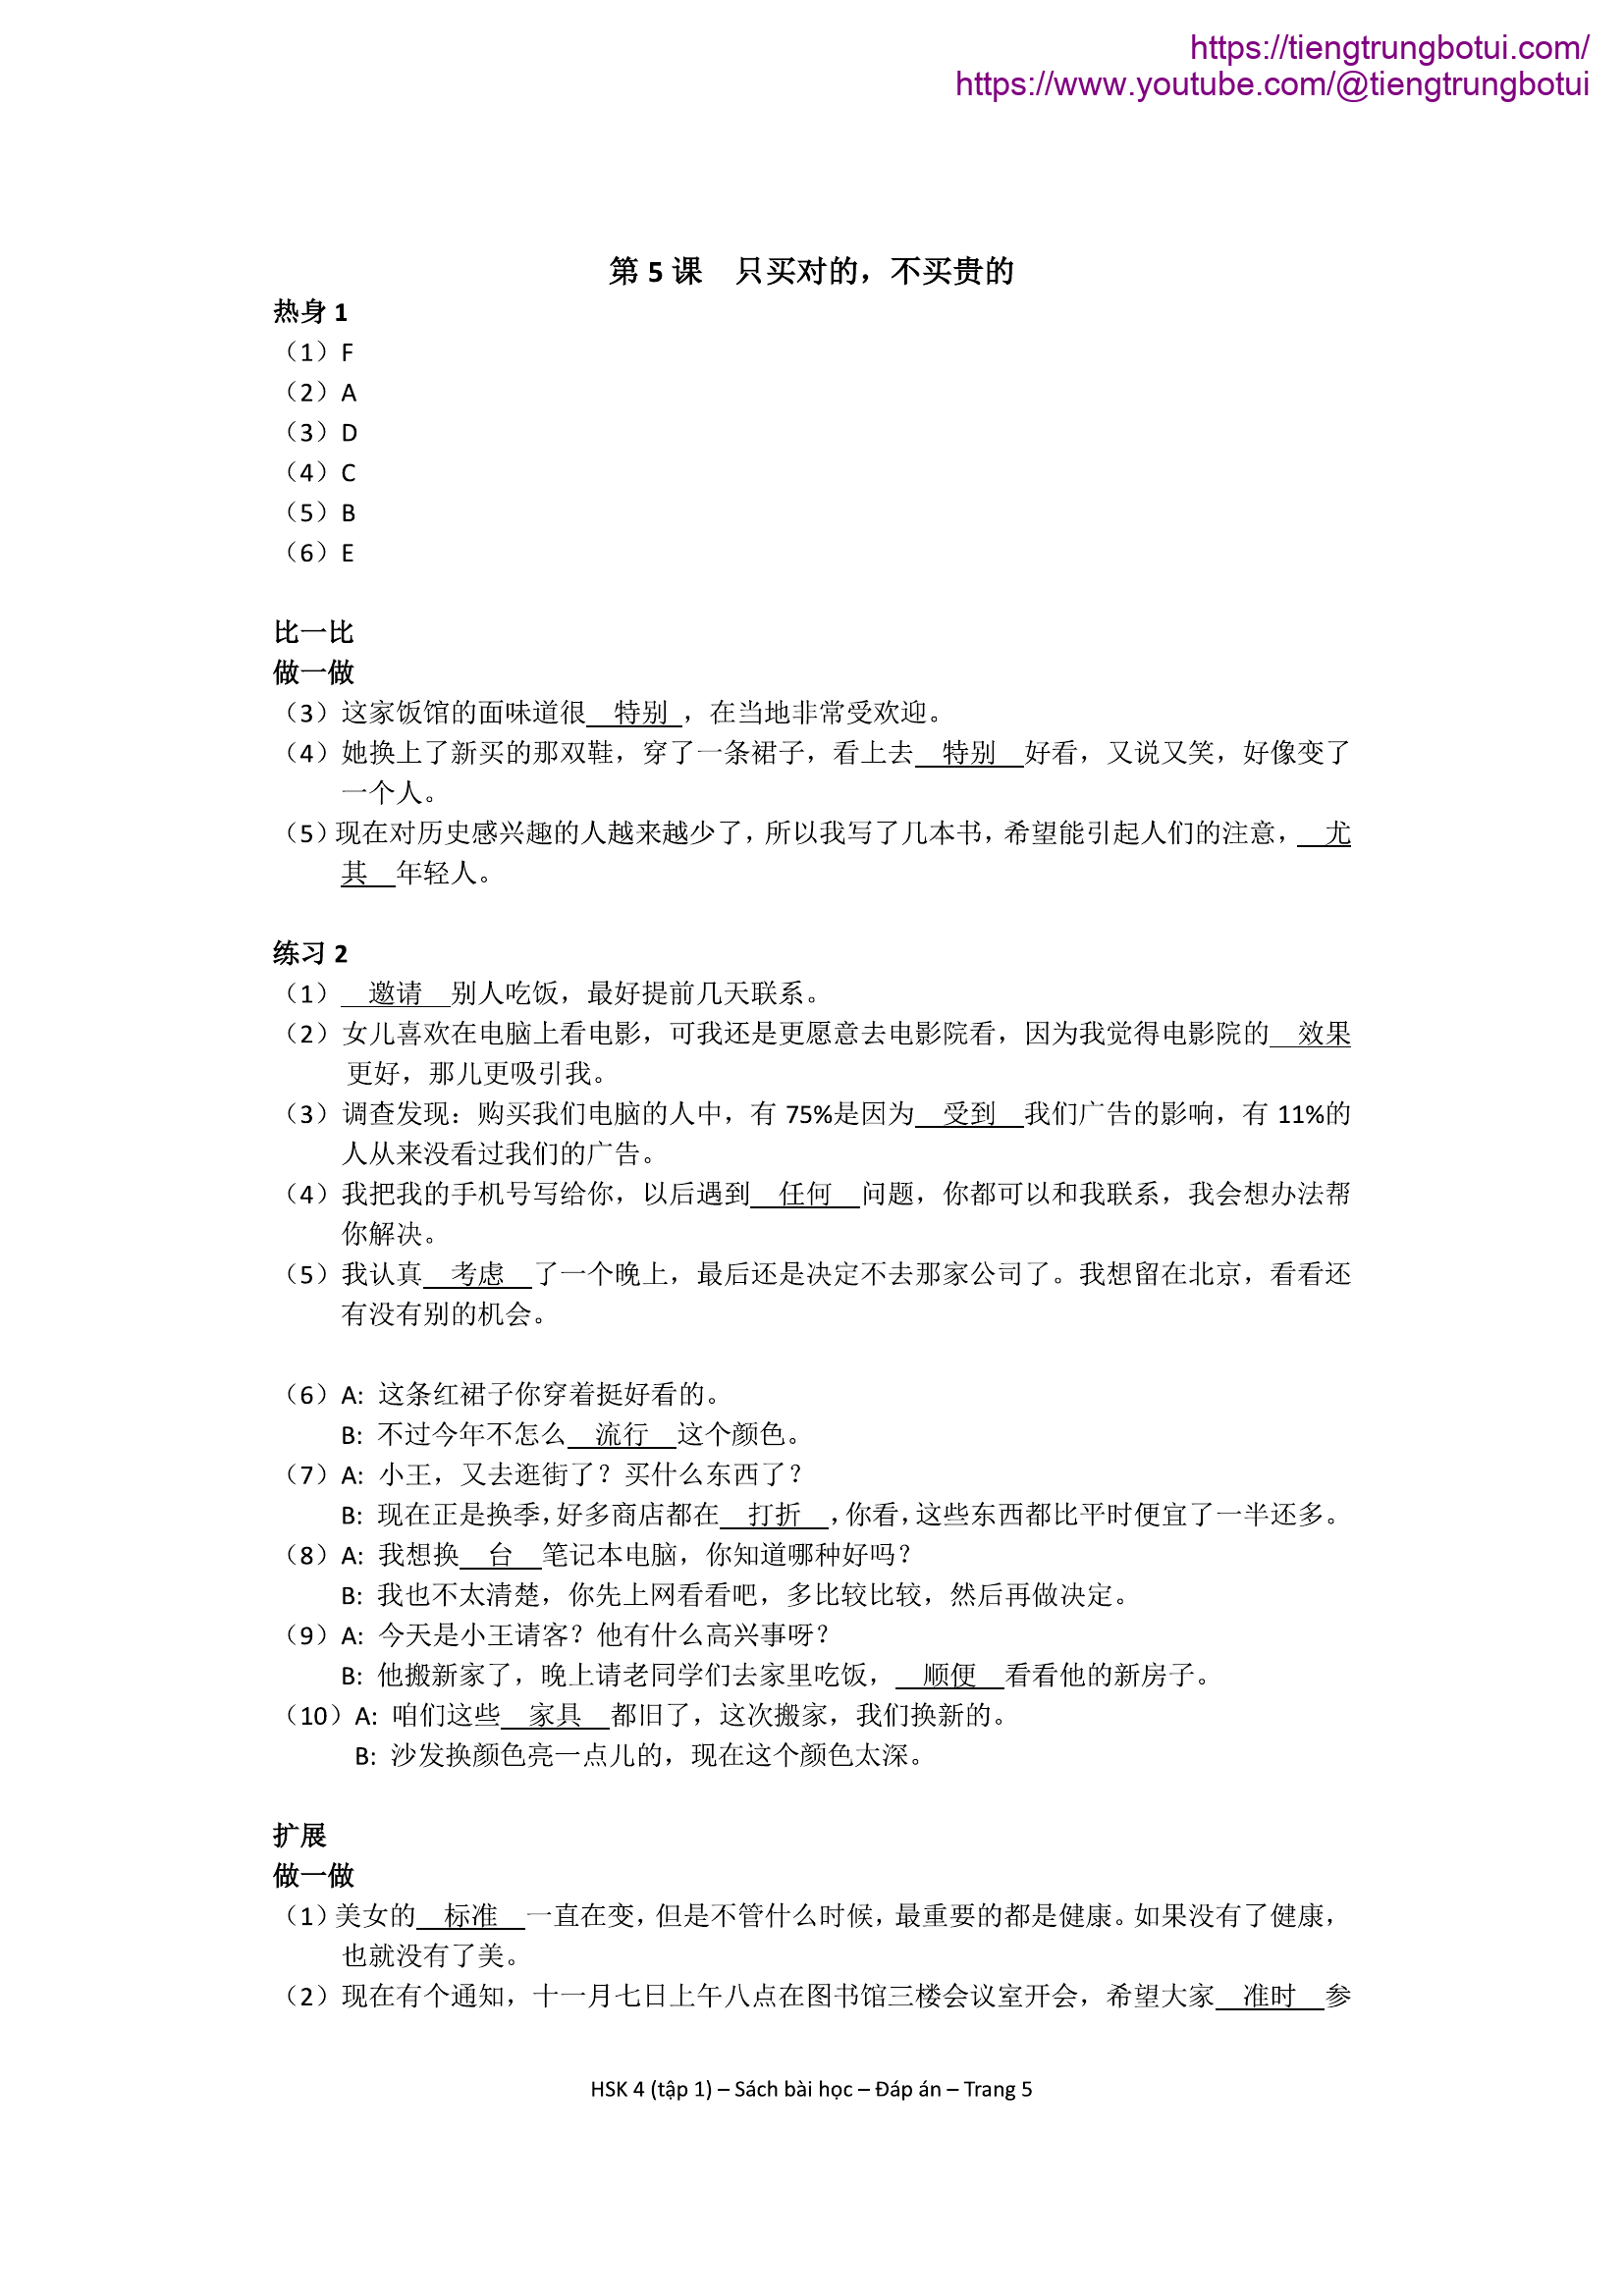 https://tiengtrungbotui.com/
https://www.youtube.com/@tiengtrungbotui
第 5 课　只买对的，不买贵的
热身 1
（1）F
（2）A
（3）D
（4）C
（5）B
（6）E
比一比
做一做
（3）这家饭馆的面味道很__特别_，在当地非常受欢迎。
（4）她换上了新买的那双鞋，穿了一条裙子，看上去__特别__好看，又说又笑，好像变了
一个人。
（5）现在对历史感兴趣的人越来越少了，所以我写了几本书，希望能引起人们的注意，__尤
其__年轻人。
练习 2
（1）__邀请__别人吃饭，最好提前几天联系。
（2）女儿喜欢在电脑上看电影，可我还是更愿意去电影院看，因为我觉得电影院的__效果
更好，那儿更吸引我。
（3）调查发现：购买我们电脑的人中，有 75%是因为__受到__我们广告的影响，有 11%的
人从来没看过我们的广告。
（4）我把我的手机号写给你，以后遇到__任何__问题，你都可以和我联系，我会想办法帮
你解决。
（5）我认真__考虑__了一个晚上，最后还是决定不去那家公司了。我想留在北京，看看还
有没有别的机会。
（6）A: 这条红裙子你穿着挺好看的。
B: 不过今年不怎么__流行__这个颜色。
（7）A: 小王，又去逛街了？买什么东西了？
B: 现在正是换季，好多商店都在__打折__，你看，这些东西都比平时便宜了一半还多。
（8）A: 我想换__台__笔记本电脑，你知道哪种好吗？
B: 我也不太清楚，你先上网看看吧，多比较比较，然后再做决定。
（9）A: 今天是小王请客？他有什么高兴事呀？
B: 他搬新家了，晚上请老同学们去家里吃饭，__顺便__看看他的新房子。
（10）A: 咱们这些__家具__都旧了，这次搬家，我们换新的。
B: 沙发换颜色亮一点儿的，现在这个颜色太深。
扩展
做一做
（1）美女的__标准__一直在变，但是不管什么时候，最重要的都是健康。如果没有了健康，
也就没有了美。
（2）现在有个通知，十一月七日上午八点在图书馆三楼会议室开会，希望大家__准时__参
HSK 4 (tập 1) – Sách bài học – Đáp án – Trang 5